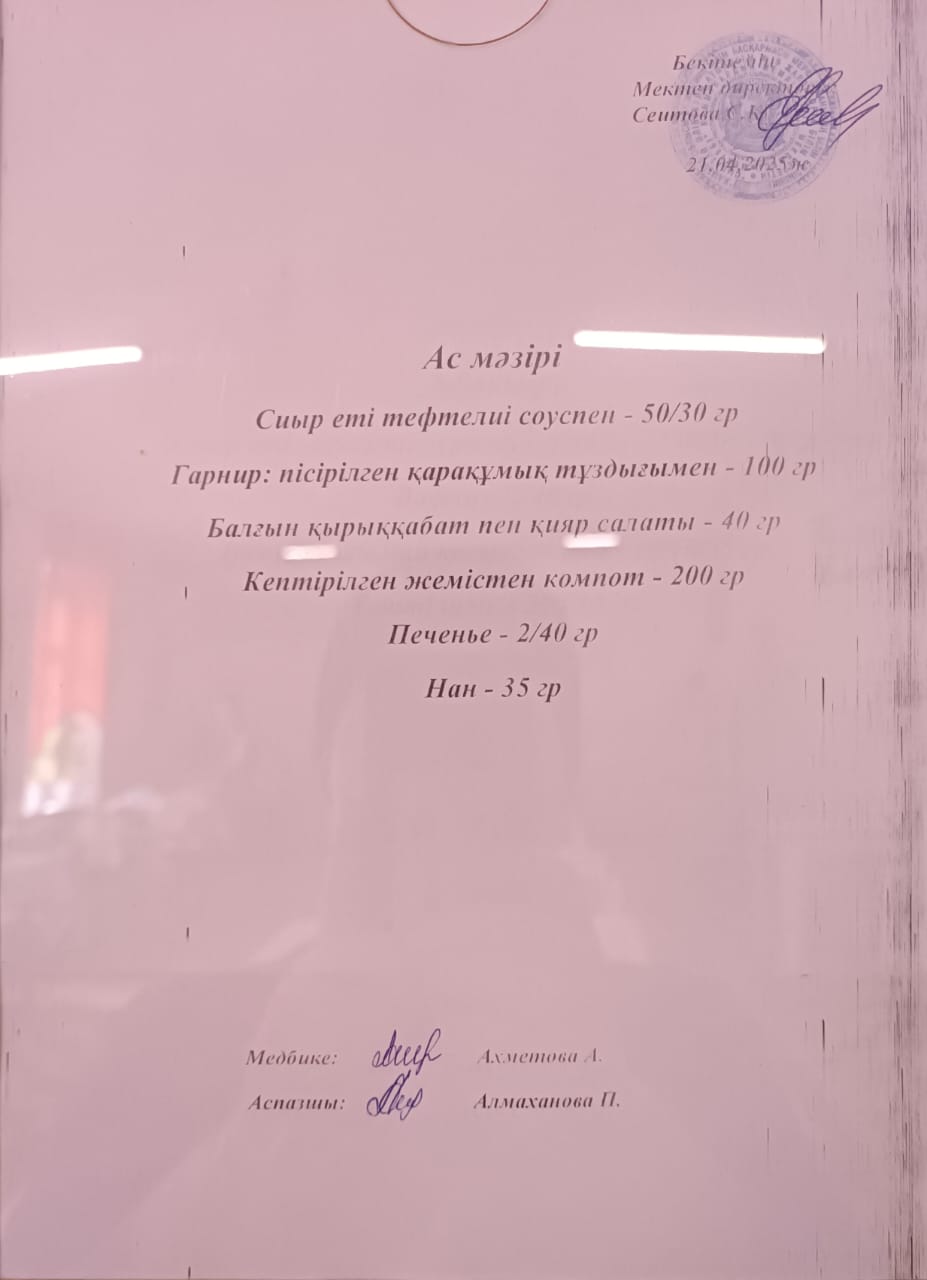 Бекітемін
Мектеп директоры
Сеитова С.К
21.04.2025ж
Ас мәзірі
Сиыр еті тефтелиі соуспен - 50/30 гр
Гарнир: пісірілген қарақұмық тұздығымен - 100 гр
Балғын қырыққабат пен қияр салаты - 40 гр
Кептірілген жемістен компот - 200 гр
Печенье - 2/40 гр
Нан - 35 гр
Медбике: Ахметова А.
Аспазшы: Алмаханова П.